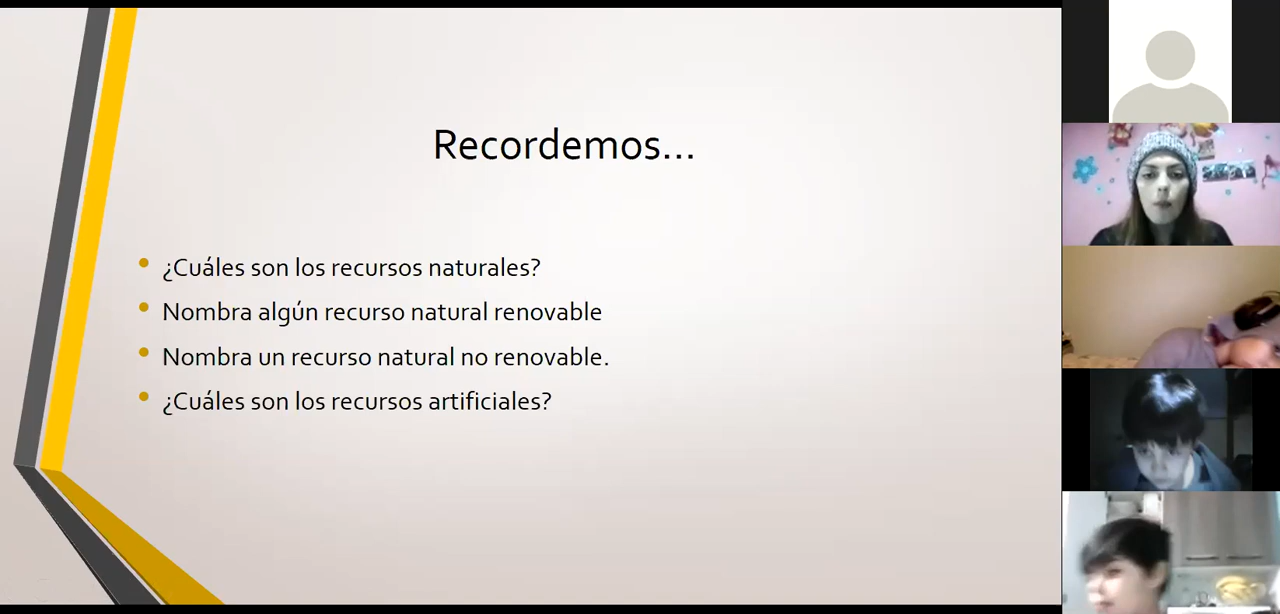 Recordemos...
¿Cuáles son los recursos naturales?
Nombra algún recurso natural renovable
Nombra un recurso natural no renovable.
¿Cuáles son los recursos artificiales?